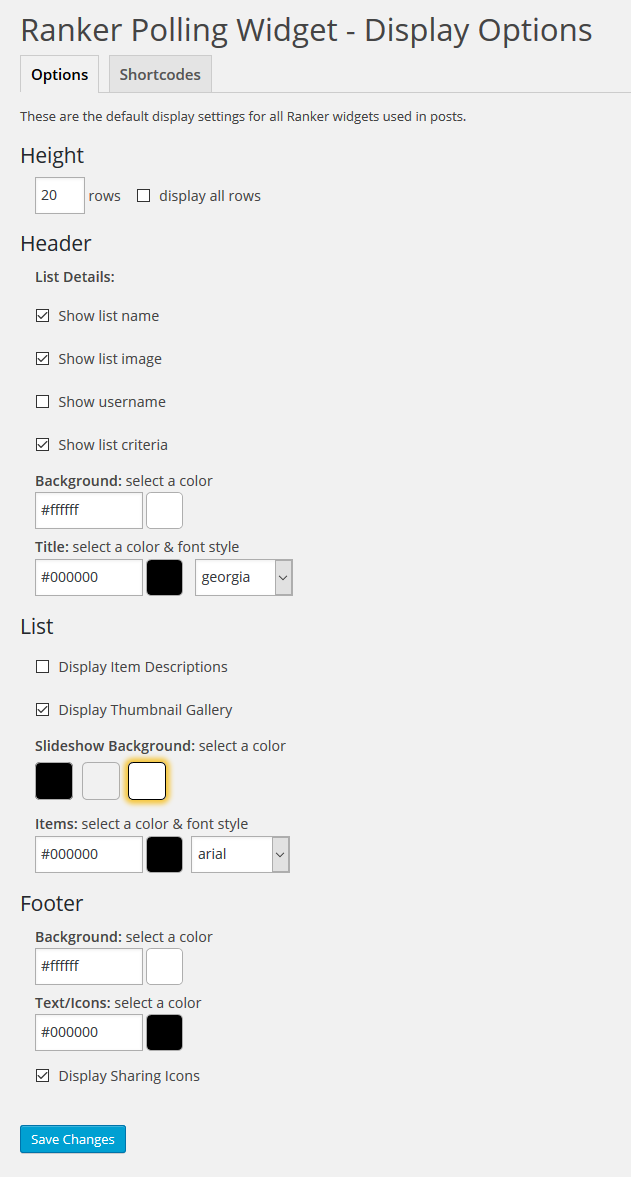 Ranker Polling Widget - Display Options
Options Shortcodes
These are the default display settings for all Ranker widgets used in posts.
Height
20 rows display all rows
Header
List Details:
Show list name
Show list image
Show username
Show list criteria
Background: select a color
#ffffff
Title: select a color & font style
#000000 georgia
List
Display Item Descriptions
Display Thumbnail Gallery
Slideshow Background: select a color
Items: select a color & font style
#000000 arial
Footer
Background: select a color
#ffffff
Text/Icons: select a color
#000000
Display Sharing Icons
Save Changes